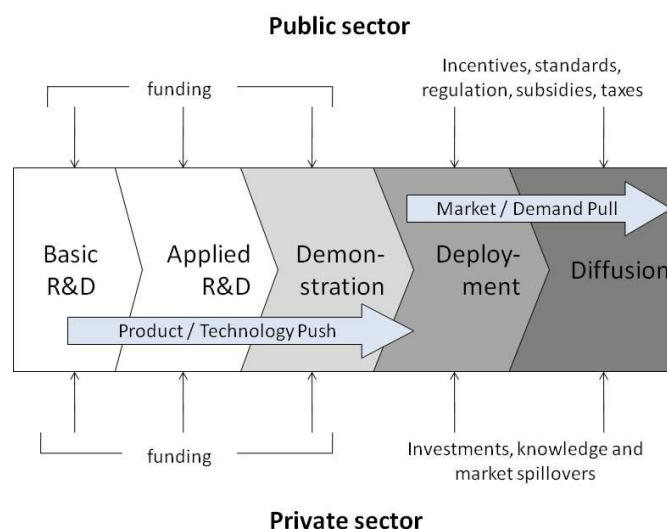 Public sector
funding
Incentives, standards,
regulation, subsidies, taxes
Market / Demand Pull
Basic
R&D
Applied
R&D
Demon-
stration
Deploy-
ment
Diffusion
Product / Technology Push
funding
Investments, knowledge and
market spillovers
Private sector